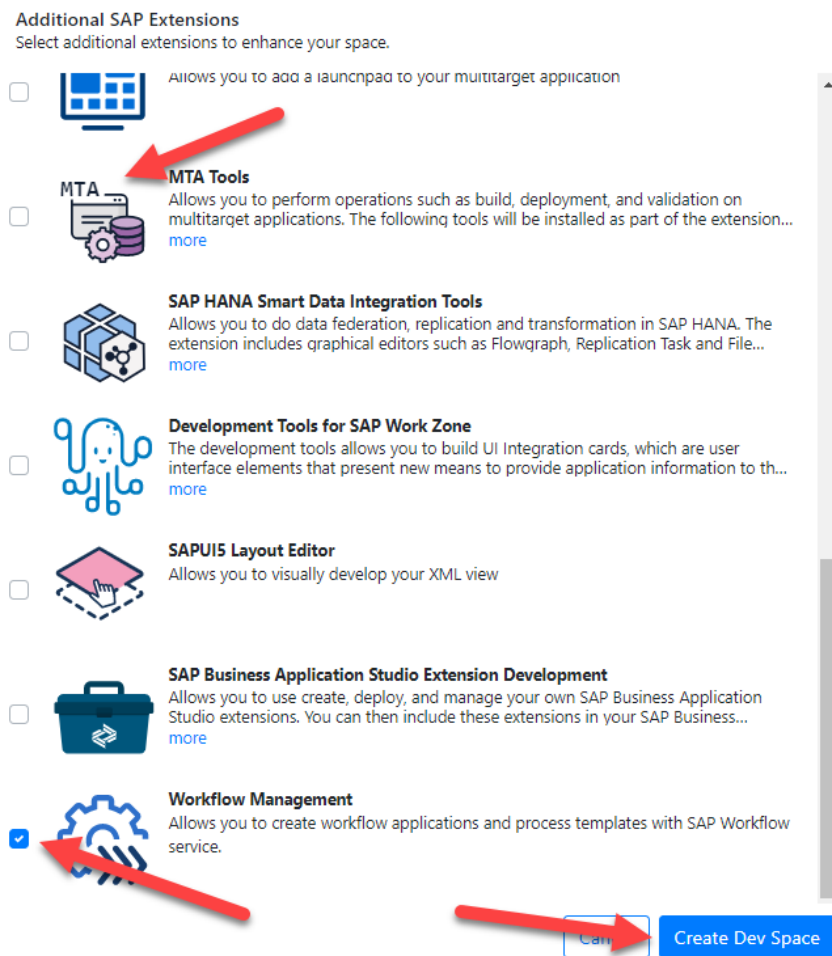 Additional SAP Extensions
Select additional extensions to enhance your space.
Allows you to add a launchpad to your multitarget application
MTA
MTA Tools
Allows you to perform operations such as build, deployment, and validation on
multitarget applications. The following tools will be installed as part of the extension...
more
SAP HANA Smart Data Integration Tools
Allows you to do data federation, replication and transformation in SAP HANA. The
extension includes graphical editors such as Flowgraph, Replication Task and File...
more
Development Tools for SAP Work Zone
The development tools allows you to build UI Integration cards, which are user
interface elements that present new means to provide application information to th...
more
SAPUI5 Layout Editor
Allows you to visually develop your XML view
SAP Business Application Studio Extension Development
Allows you to use create, deploy, and manage your own SAP Business Application
Studio extensions. You can then include these extensions in your SAP Business...
more
Workflow Management
Allows you to create workflow applications and process templates with SAP Workflow
service.
Create Dev Space